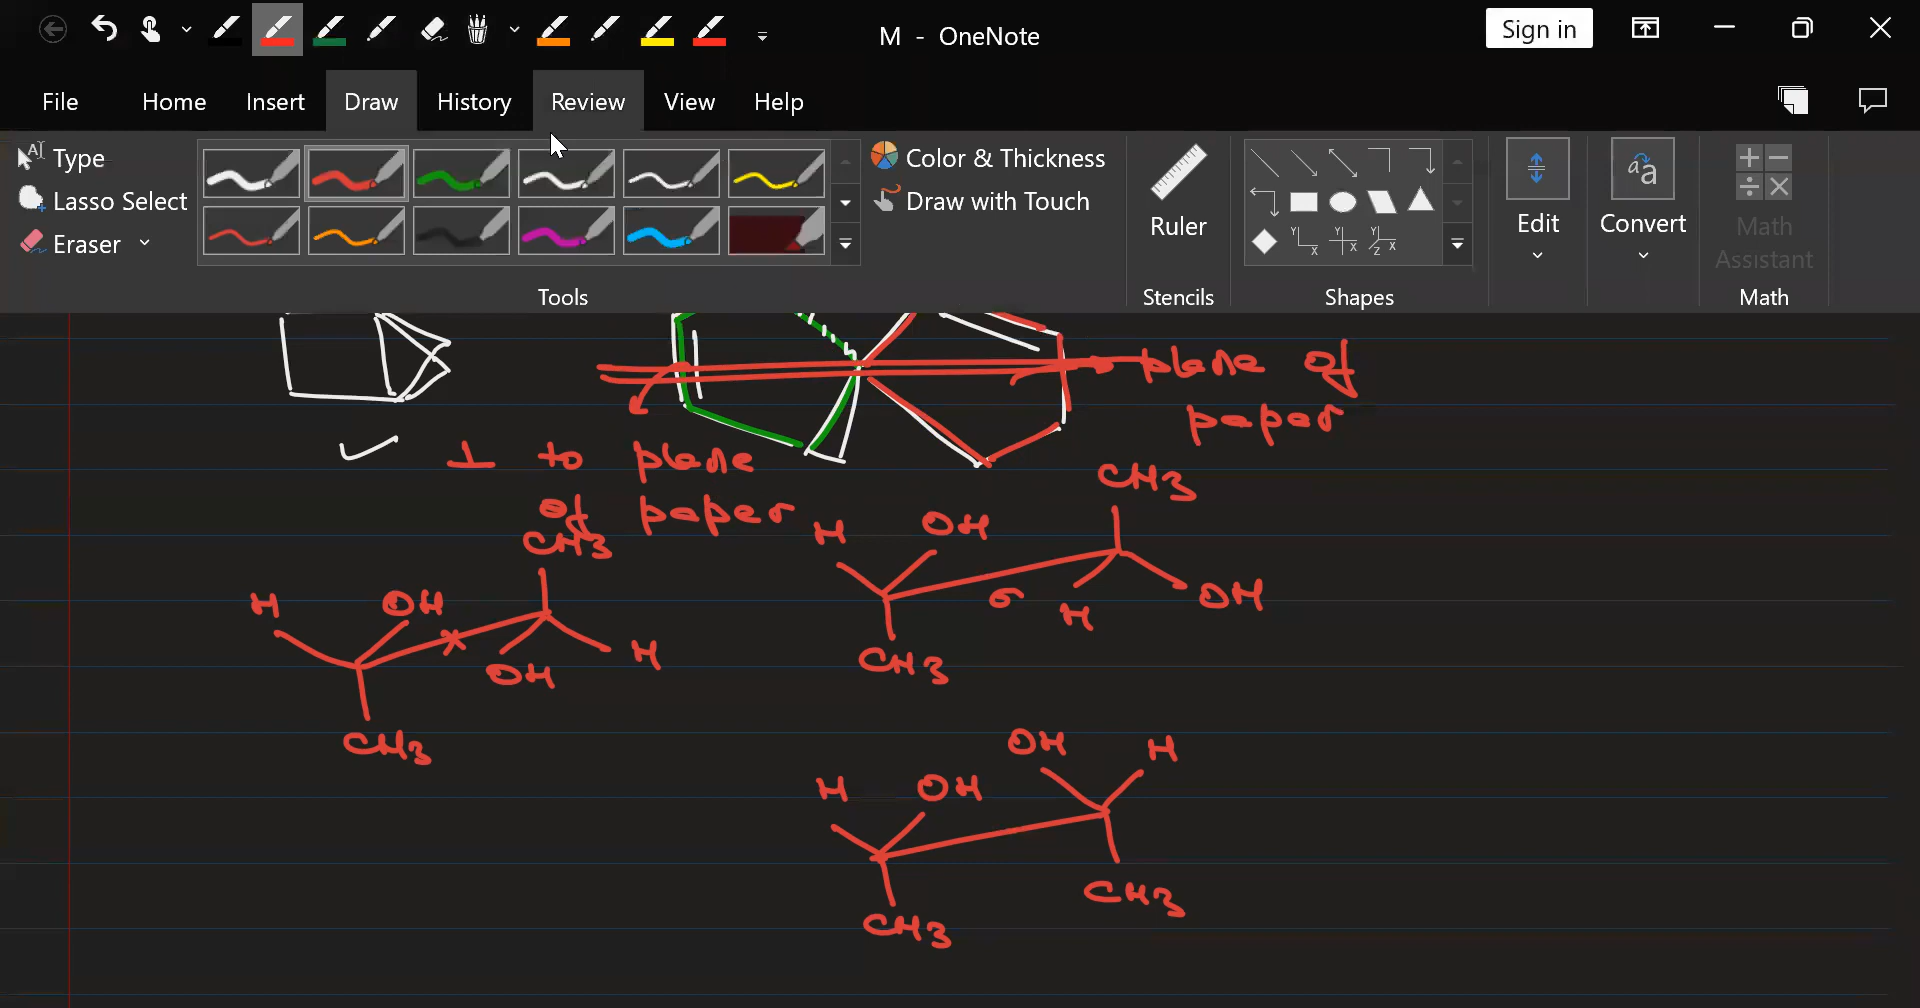 M - OneNote
Sign in
File Home Insert Draw History Review View Help
Type
Lasso Select
Eraser
Color & Thickness
Draw with Touch
Ruler
Edit
Convert
Math
Assistant
Tools
Stencils
Shapes
Math
plane of
paper
⊥ to plane
of paper
CH3
H OH
OH H
CH3
CH3
H OH
σ H OH
CH3
OH H
H OH
CH3
CH3